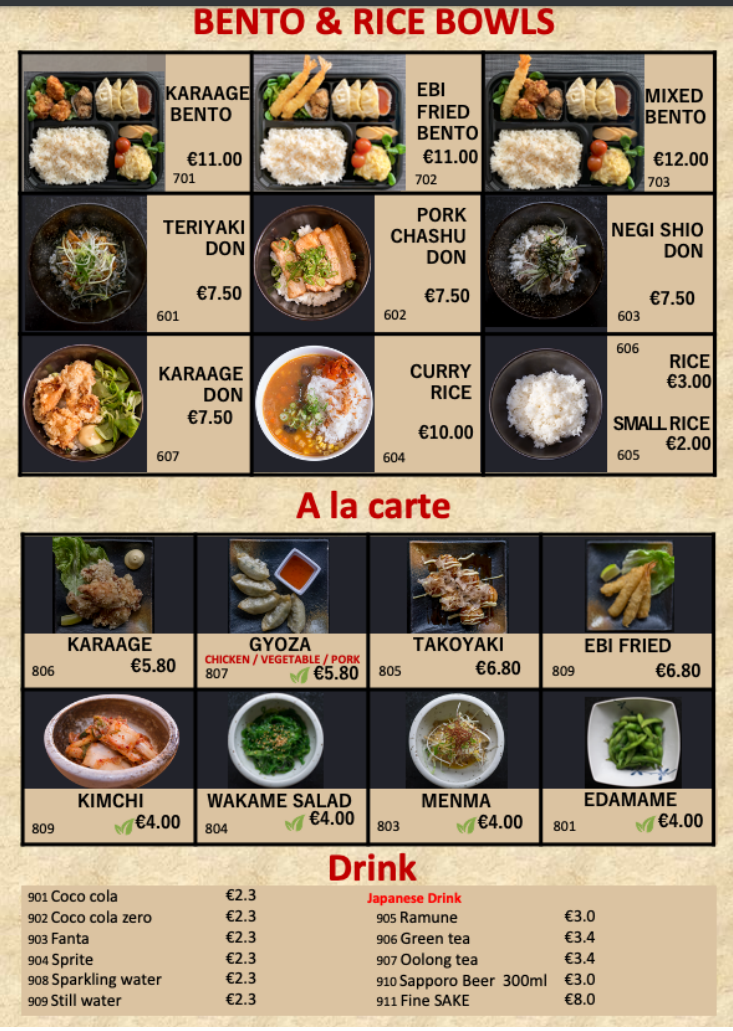 BENTO & RICE BOWLS
KARAAGE
BENTO
€11.00
701
EBI
FRIED
BENTO
€11.00
702
MIXED
BENTO
€12.00
703
TERIYAKI
DON
€7.50
601
PORK
CHASHU
DON
€7.50
602
NEGI SHIO
DON
€7.50
603
KARAAGE
DON
€7.50
607
CURRY
RICE
€10.00
604
606
RICE
€3.00
SMALL RICE
€2.00
605
A la carte
KARAAGE
806 €5.80
GYOZA
CHICKEN / VEGETABLE / PORK
807 €5.80
TAKOYAKI
805 €6.80
EBI FRIED
809 €6.80
KIMCHI
809 €4.00
WAKAME SALAD
804 €4.00
MENMA
803 €4.00
EDAMAME
801 €4.00
Drink
901 Coco cola €2.3
902 Coco cola zero €2.3
903 Fanta €2.3
904 Sprite €2.3
908 Sparkling water €2.3
909 Still water €2.3
Japanese Drink
905 Ramune €3.0
906 Green tea €3.4
907 Oolong tea €3.4
910 Sapporo Beer 300ml €3.0
911 Fine SAKE €8.0